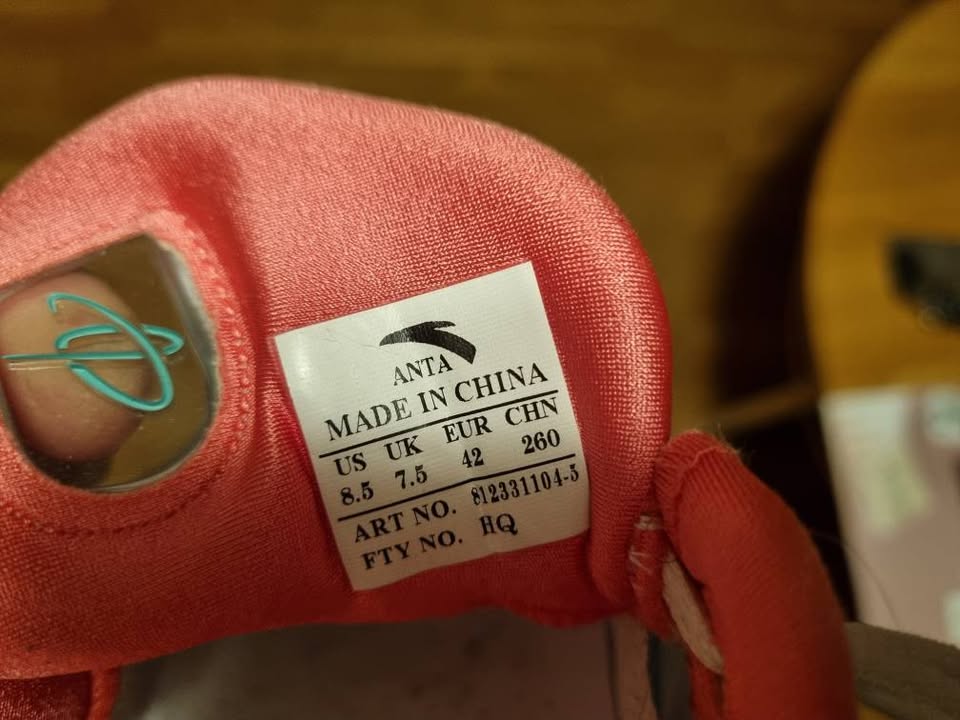 ANTA
MADE IN CHINA
US UK EUR CHN
8.5 7.5 42 260
ART NO. 812331104-5
FTY NO. HQ